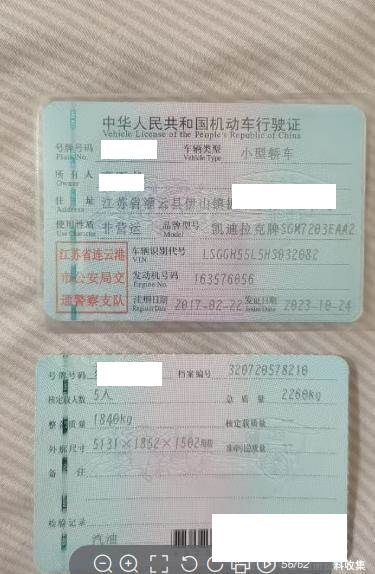 中华人民共和国机动车行驶证
Vehicle License of the People's Republic of China
号牌号码 车辆类型 小型轿车
Plate No. Vehicle Type
所有人
Owner
住址 江苏省灌云县伊山镇
Address
使用性质 非营运 品牌型号 凯迪拉克牌SGM7203EAA2
Use Character Model
江苏省连云港
市公安局交
通警察支队
车辆识别代号
VIN
发动机号码 163576656
Engine No.
注册日期 2017-02-22 发证日期 2023-10-24
Register Date Issue Date
号牌号码 档案编号 320720578210
核定载人数 5人 总质量 2260kg
整备质量 1840kg 核定载质量
外廓尺寸 5131×1852×1502mm 准牵引总质量
备注
检验记录
汽油
56/62 料收集